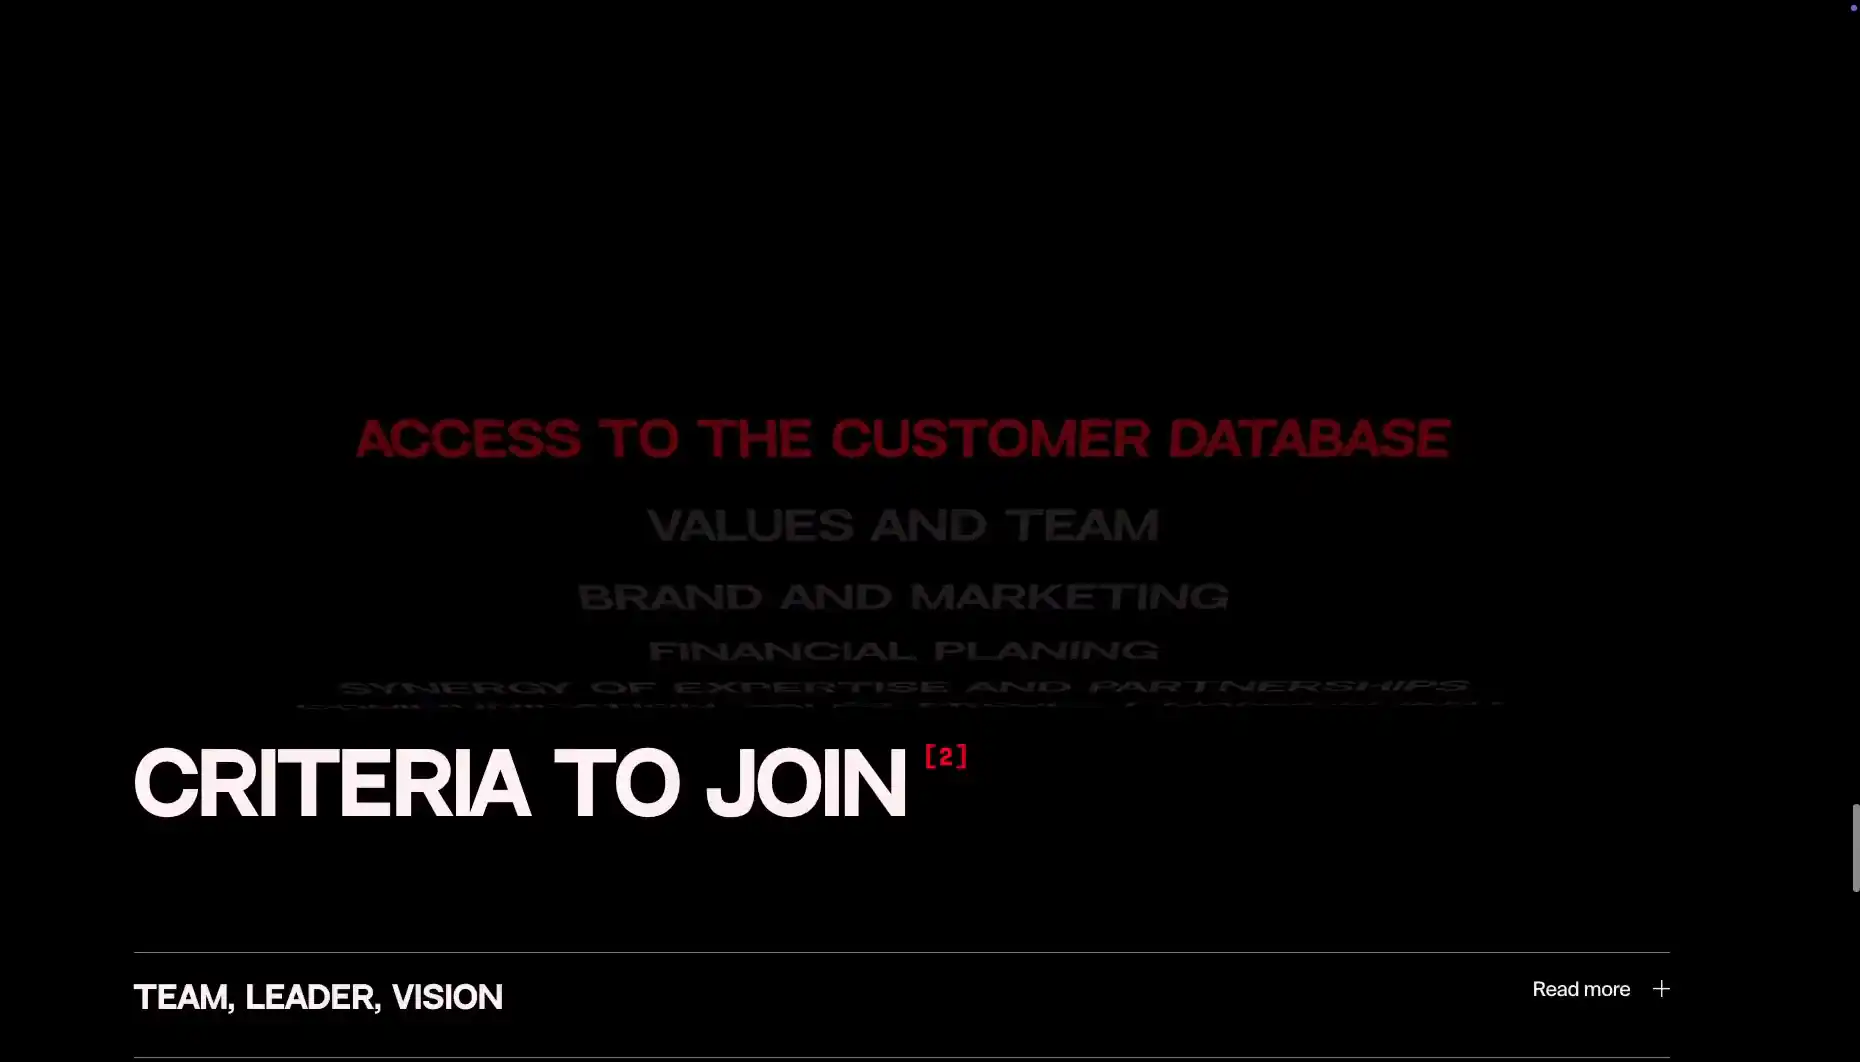 ACCESS TO THE CUSTOMER DATABASE
VALUES AND TEAM
BRAND AND MARKETING
FINANCIAL PLANING
SYNERGY OF EXPERTISE AND PARTNERSHIPS
CRITERIA TO JOIN [2]
TEAM, LEADER, VISION
Read more